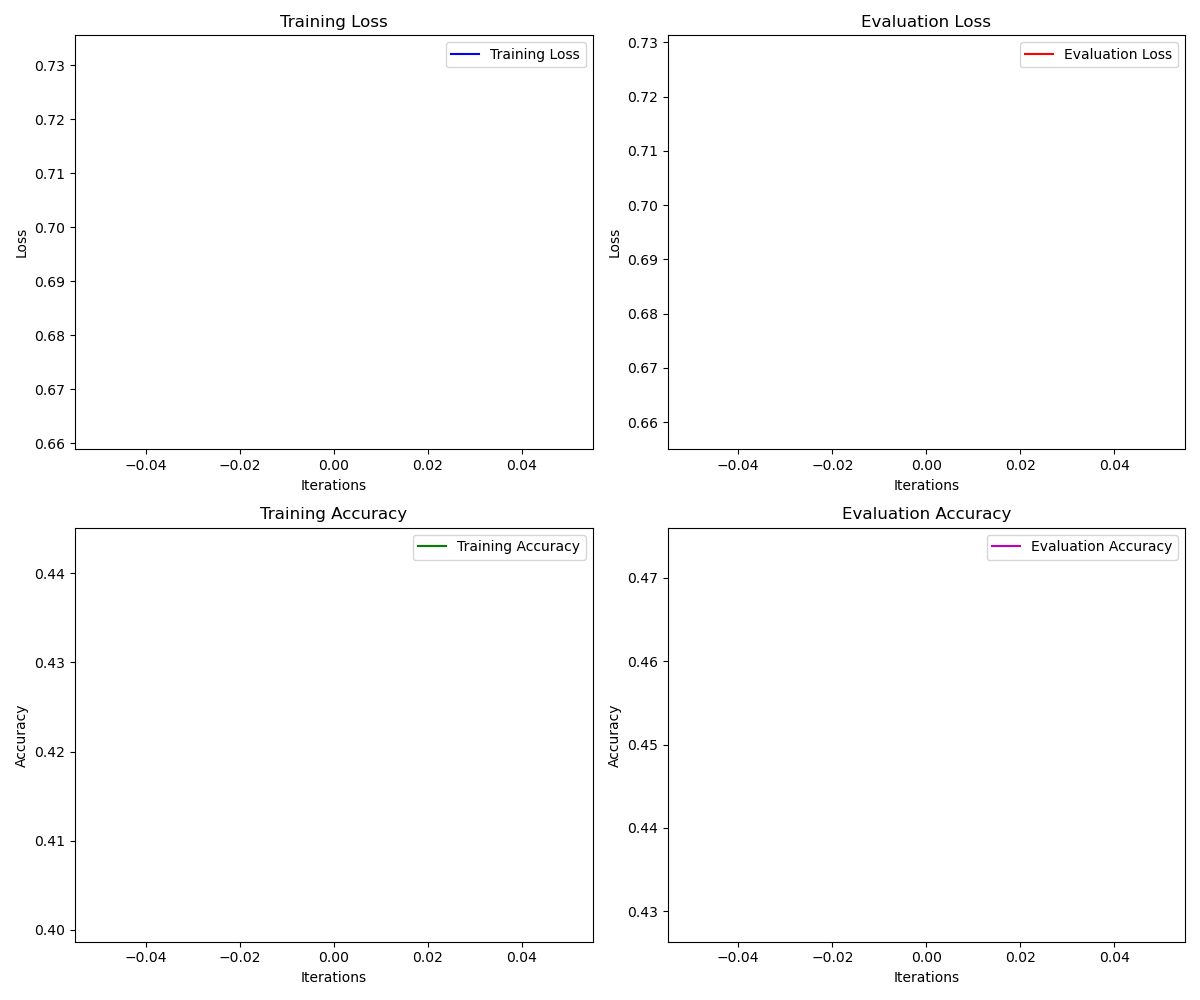 Training Loss
Training Loss
0.73
0.72
0.71
0.70
0.69
0.68
0.67
0.66
Loss
−0.04 −0.02 0.00 0.02 0.04
Iterations
Evaluation Loss
Evaluation Loss
0.73
0.72
0.71
0.70
0.69
0.68
0.67
0.66
Loss
−0.04 −0.02 0.00 0.02 0.04
Iterations
Training Accuracy
Training Accuracy
0.44
0.43
0.42
0.41
0.40
Accuracy
−0.04 −0.02 0.00 0.02 0.04
Iterations
Evaluation Accuracy
Evaluation Accuracy
0.47
0.46
0.45
0.44
0.43
Accuracy
−0.04 −0.02 0.00 0.02 0.04
Iterations